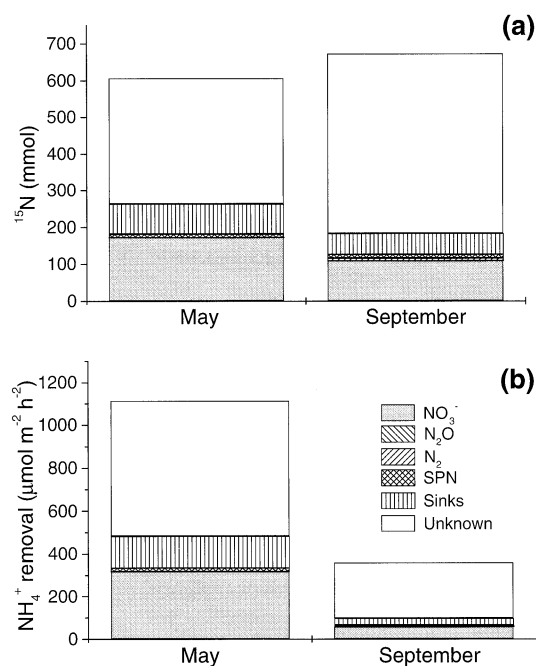 (a)
700
600
500
400
300
200
100
0
¹⁵N (mmol)
May
September
(b)
1200
1000
800
600
400
200
0
NH₄⁺ removal (μmol m⁻² h⁻²)
NO₃⁻
N₂O
N₂
SPN
Sinks
Unknown
May
September